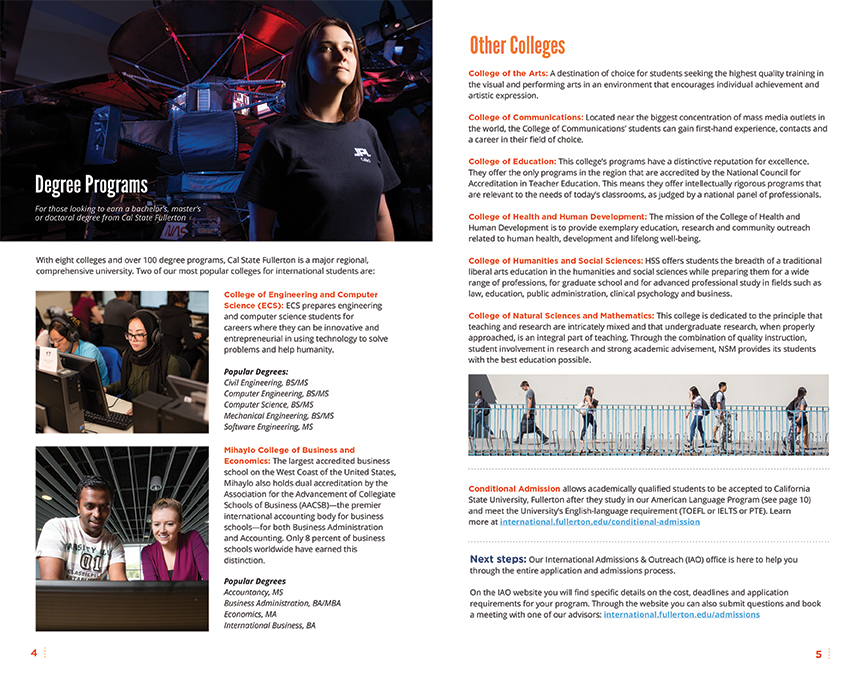 JPL
Degree Programs
For those looking to earn a bachelor's, master's
or doctoral degree from Cal State Fullerton
With eight colleges and over 100 degree programs, Cal State Fullerton is a major regional,
comprehensive university. Two of our most popular colleges for international students are:
College of Engineering and Computer
Science (ECS): ECS prepares engineering
and computer science students for
careers where they can be innovative and
entrepreneurial in using technology to solve
problems and help humanity.
Popular Degrees:
Civil Engineering, BS/MS
Computer Engineering, BS/MS
Computer Science, BS/MS
Mechanical Engineering, BS/MS
Software Engineering, MS
Mihaylo College of Business and
Economics: The largest accredited business
school on the West Coast of the United States,
Mihaylo also holds dual accreditation by the
Association for the Advancement of Collegiate
Schools of Business (AACSB)—the premier
international accounting body for business
schools—for both Business Administration
and Accounting. Only 8 percent of business
schools worldwide have earned this
distinction.
Popular Degrees
Accountancy, MS
Business Administration, BA/MBA
Economics, MA
International Business, BA
4
Other Colleges
College of the Arts: A destination of choice for students seeking the highest quality training in
the visual and performing arts in an environment that encourages individual achievement and
artistic expression.
College of Communications: Located near the biggest concentration of mass media outlets in
the world, the College of Communications' students can gain first-hand experience, contacts and
a career in their field of choice.
College of Education: This college's programs have a distinctive reputation for excellence.
They offer the only programs in the region that are accredited by the National Council for
Accreditation in Teacher Education. This means they offer intellectually rigorous programs that
are relevant to the needs of today's classrooms, as judged by a national panel of professionals.
College of Health and Human Development: The mission of the College of Health and
Human Development is to provide exemplary education, research and community outreach
related to human health, development and lifelong well-being.
College of Humanities and Social Sciences: HSS offers students the breadth of a traditional
liberal arts education in the humanities and social sciences while preparing them for a wide
range of professions, for graduate school and for advanced professional study in fields such as
law, education, public administration, clinical psychology and business.
College of Natural Sciences and Mathematics: This college is dedicated to the principle that
teaching and research are intricately mixed and that undergraduate research, when properly
approached, is an integral part of teaching. Through the combination of quality instruction,
student involvement in research and strong academic advisement, NSM provides its students
with the best education possible.
Conditional Admission allows academically qualified students to be accepted to California
State University, Fullerton after they study in our American Language Program (see page 10)
and meet the University's English-language requirement (TOEFL or IELTS or PTE). Learn
more at international.fullerton.edu/conditional-admission
Next steps: Our International Admissions & Outreach (IAO) office is here to help you
through the entire application and admissions process.
On the IAO website you will find specific details on the cost, deadlines and application
requirements for your program. Through the website you can also submit questions and book
a meeting with one of our advisors: international.fullerton.edu/admissions
5